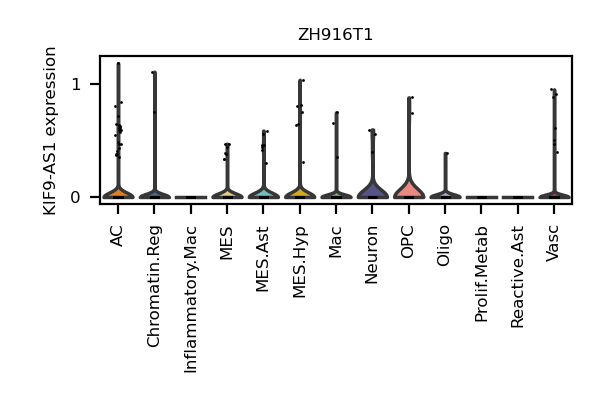 ZH916T1
KIF9-AS1 expression
1
0
AC
Chromatin.Reg
Inflammatory.Mac
MES
MES.Ast
MES.Hyp
Mac
Neuron
OPC
Oligo
Prolif.Metab
Reactive.Ast
Vasc